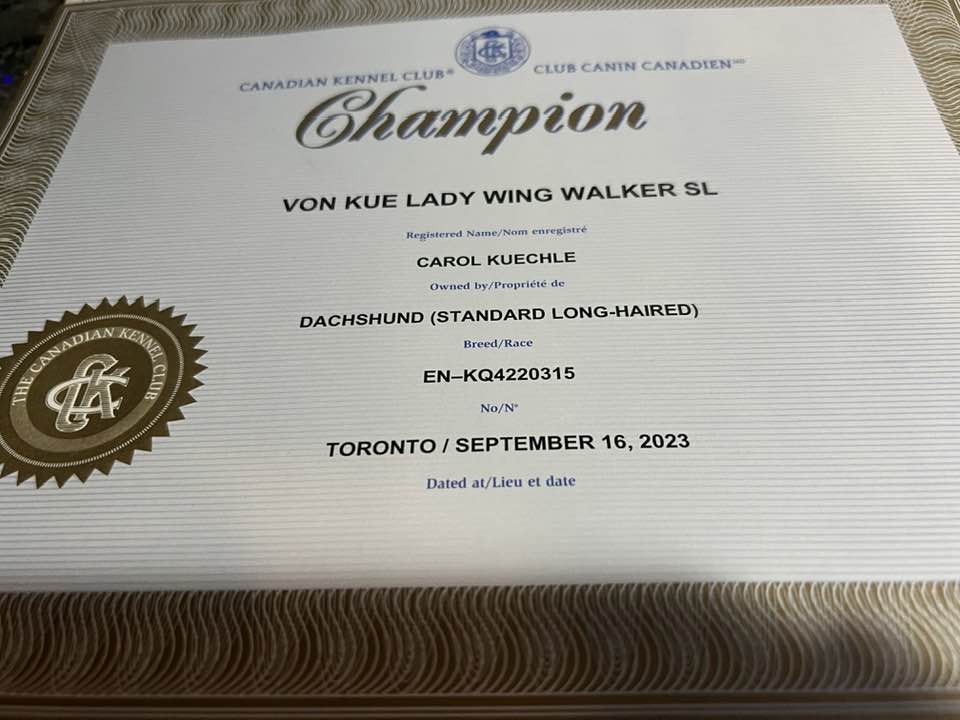 CANADIAN KENNEL CLUB® CLUB CANIN CANADIEN MD
Champion
VON KUE LADY WING WALKER SL
Registered Name/Nom enregistré
CAROL KUECHLE
Owned by/Propriété de
DACHSHUND (STANDARD LONG-HAIRED)
Breed/Race
EN–KQ4220315
No/N°
TORONTO / SEPTEMBER 16, 2023
Dated at/Lieu et date
THE CANADIAN KENNEL CLUB
CKC